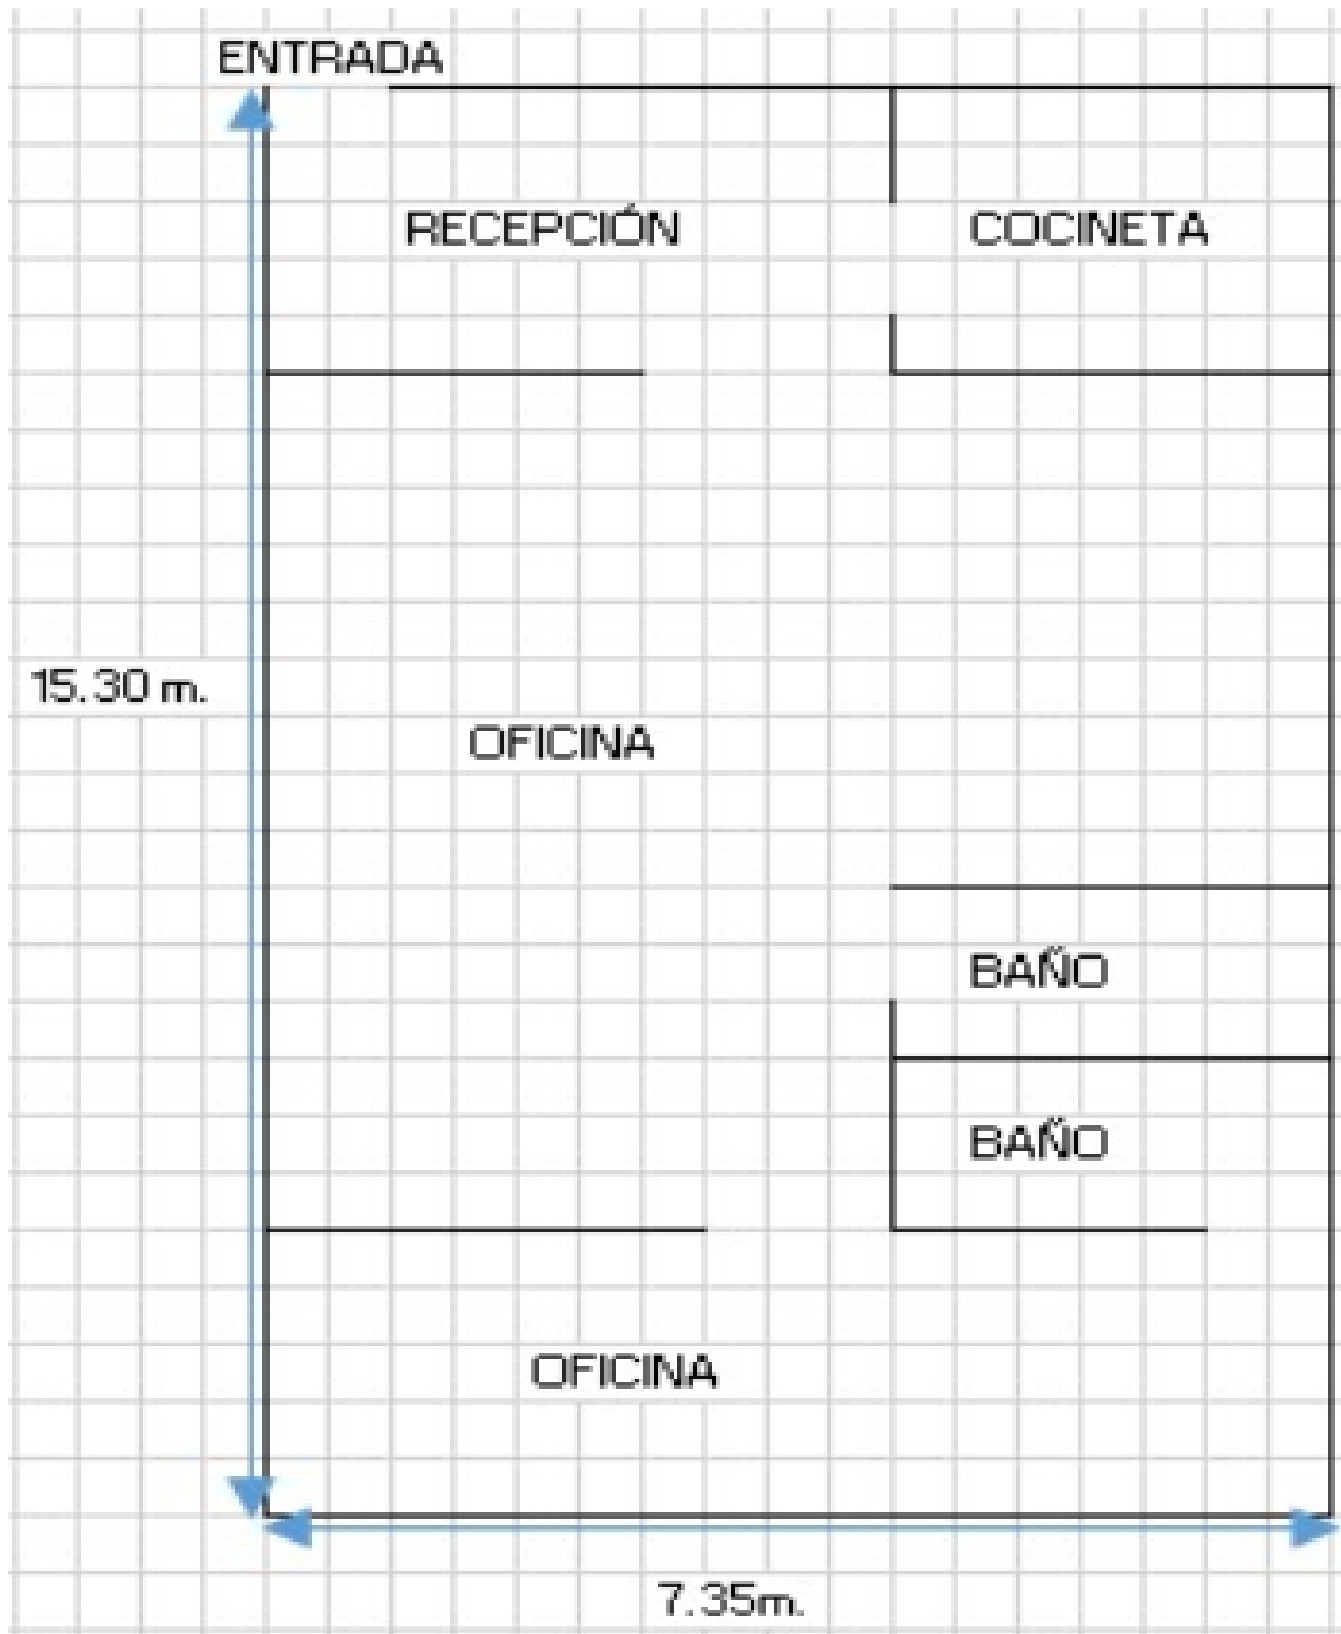 ENTRADA
RECEPCIÓN
COCINETA
15.30 m.
OFICINA
BAÑO
BAÑO
OFICINA
7.35m.